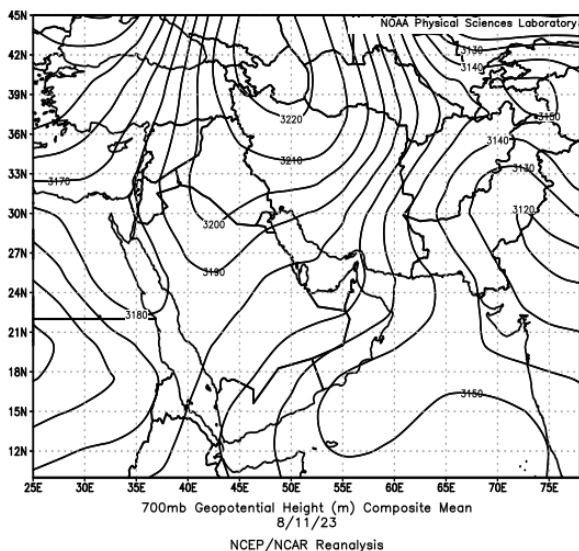 NOAA Physical Sciences Laboratory
45N
42N
39N
36N
33N
30N
27N
24N
21N
18N
15N
12N
3130
3140
3150
3220
3210
3140
3130
3170
3120
3200
3190
3180
3150
25E 30E 35E 40E 45E 50E 55E 60E 65E 70E 75E
700mb Geopotential Height (m) Composite Mean
8/11/23
NCEP/NCAR Reanalysis